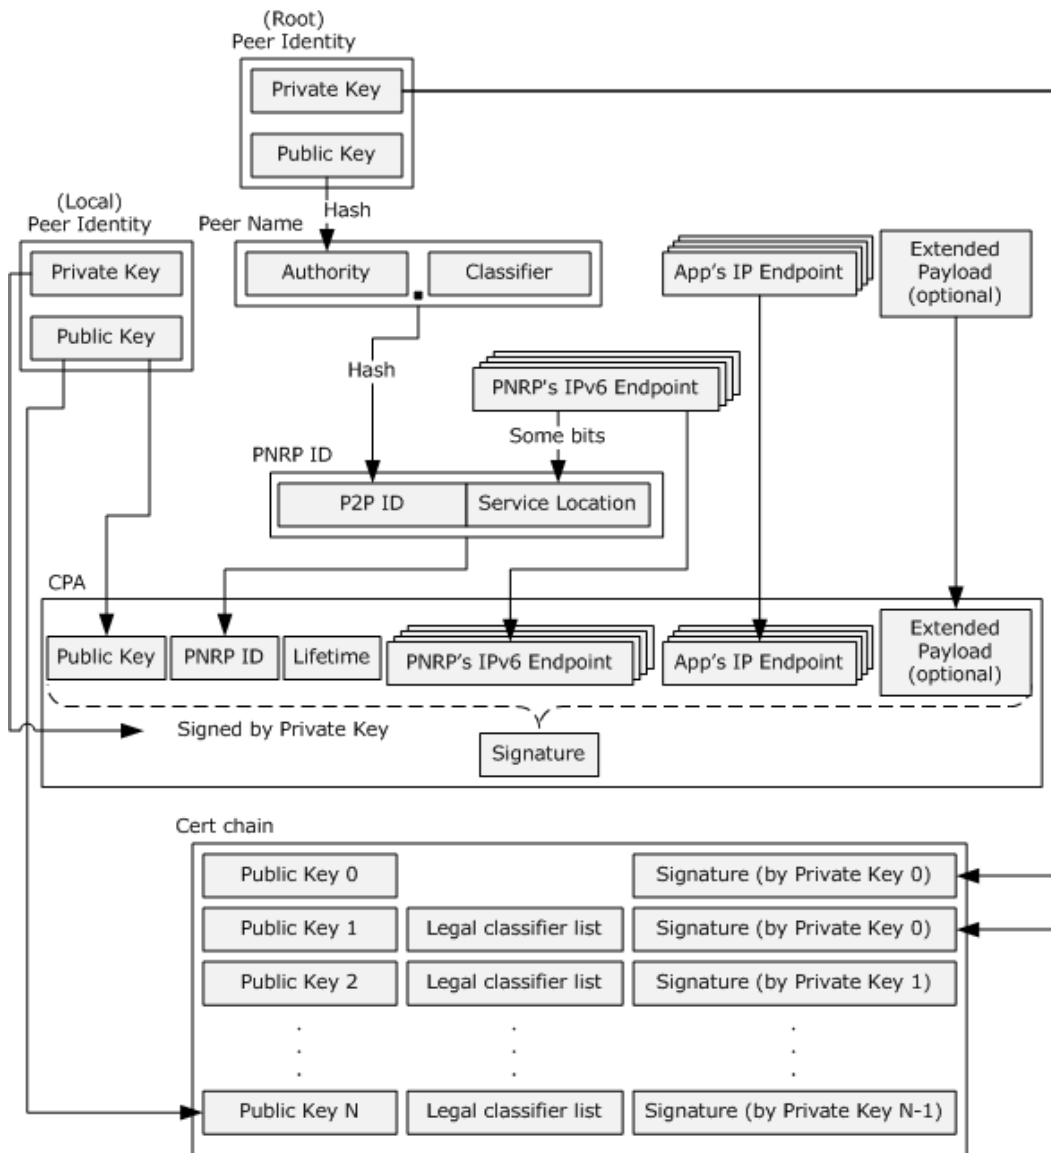 (Root)
Peer Identity
Private Key
Public Key
Hash
(Local)
Peer Identity
Private Key
Public Key
Peer Name
Authority
.
Classifier
App's IP Endpoint
Extended
Payload
(optional)
Hash
PNRP's IPv6 Endpoint
Some bits
PNRP ID
P2P ID
Service Location
CPA
Public Key
PNRP ID
Lifetime
PNRP's IPv6 Endpoint
App's IP Endpoint
Extended
Payload
(optional)
Signed by Private Key
Signature
Cert chain
Public Key 0
Signature (by Private Key 0)
Public Key 1
Legal classifier list
Signature (by Private Key 0)
Public Key 2
Legal classifier list
Signature (by Private Key 1)
. . .
. . .
. . .
Public Key N
Legal classifier list
Signature (by Private Key N-1)